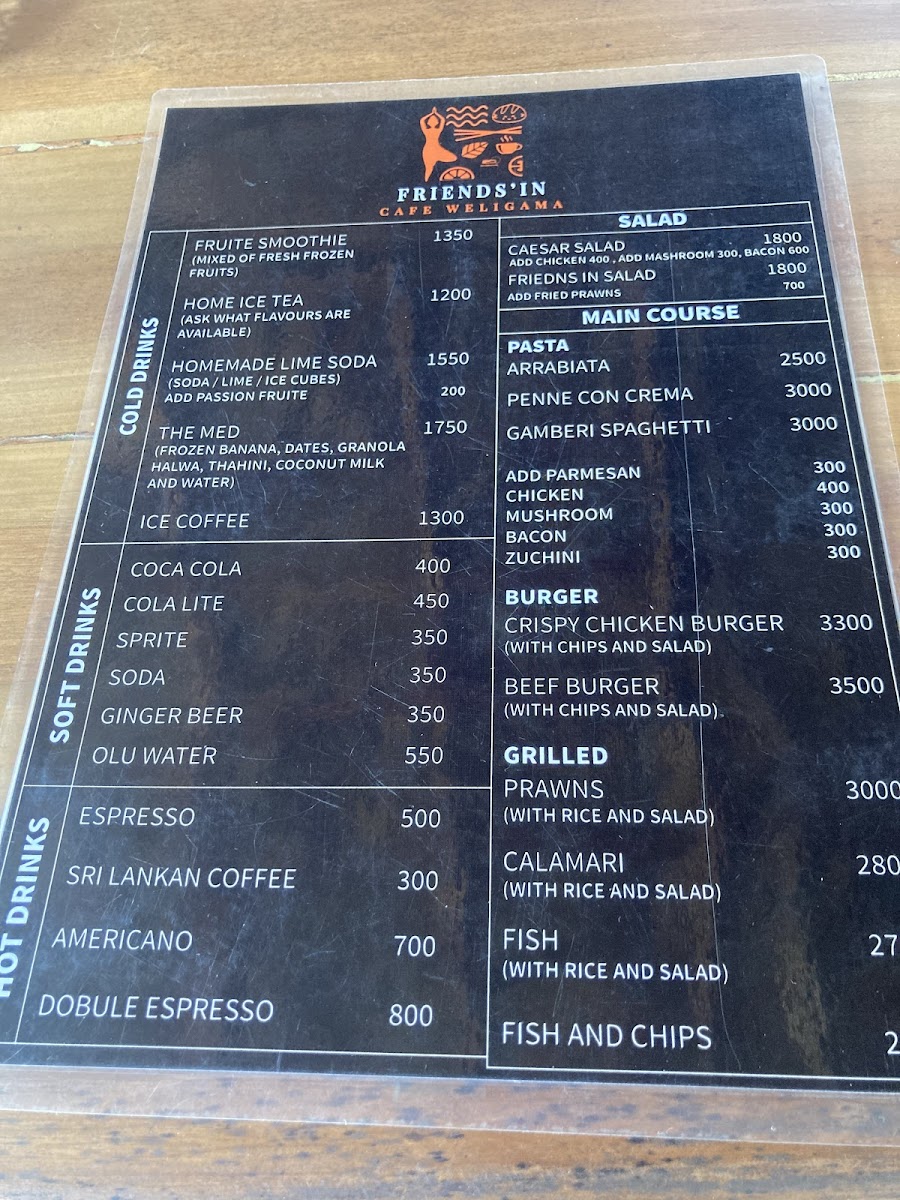 FRIENDS'IN
CAFE WELIGAMA
COLD DRINKS
FRUITE SMOOTHIE 1350
(MIXED OF FRESH FROZEN
FRUITS)
HOME ICE TEA 1200
(ASK WHAT FLAVOURS ARE
AVAILABLE)
HOMEMADE LIME SODA 1550
(SODA / LIME / ICE CUBES)
ADD PASSION FRUITE 200
THE MED 1750
(FROZEN BANANA, DATES, GRANOLA
HALWA, THAHINI, COCONUT MILK
AND WATER)
ICE COFFEE 1300
SOFT DRINKS
COCA COLA 400
COLA LITE 450
SPRITE 350
SODA 350
GINGER BEER 350
OLU WATER 550
HOT DRINKS
ESPRESSO 500
SRI LANKAN COFFEE 300
AMERICANO 700
DOBULE ESPRESSO 800
SALAD
CAESAR SALAD 1800
ADD CHICKEN 400 , ADD MASHROOM 300, BACON 600
FRIEDNS IN SALAD 1800
ADD FRIED PRAWNS 700
MAIN COURSE
PASTA
ARRABIATA 2500
PENNE CON CREMA 3000
GAMBERI SPAGHETTI 3000
ADD PARMESAN 300
CHICKEN 400
MUSHROOM 300
BACON 300
ZUCHINI 300
BURGER
CRISPY CHICKEN BURGER 3300
(WITH CHIPS AND SALAD)
BEEF BURGER 3500
(WITH CHIPS AND SALAD)
GRILLED
PRAWNS 3000
(WITH RICE AND SALAD)
CALAMARI 280
(WITH RICE AND SALAD)
FISH 27
(WITH RICE AND SALAD)
FISH AND CHIPS 2